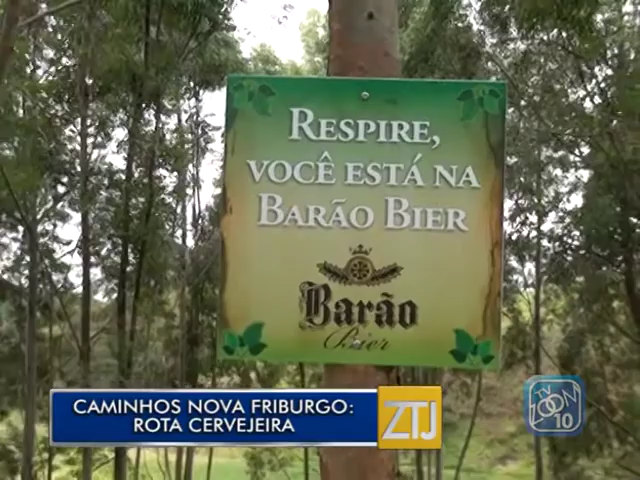 RESPIRE,
VOCÊ ESTÁ NA
BARÃO BIER
Barão
Bier
CAMINHOS NOVA FRIBURGO:
ROTA CERVEJEIRA
ZTJ
TV
ZOOM
10